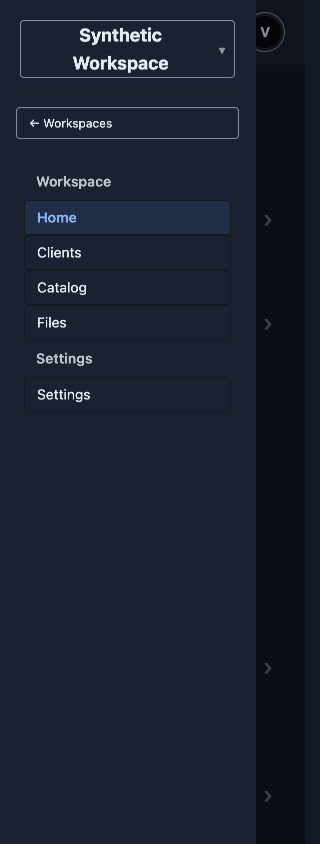 Synthetic
Workspace
▾
← Workspaces
Workspace
Home
Clients
Catalog
Files
Settings
Settings
V